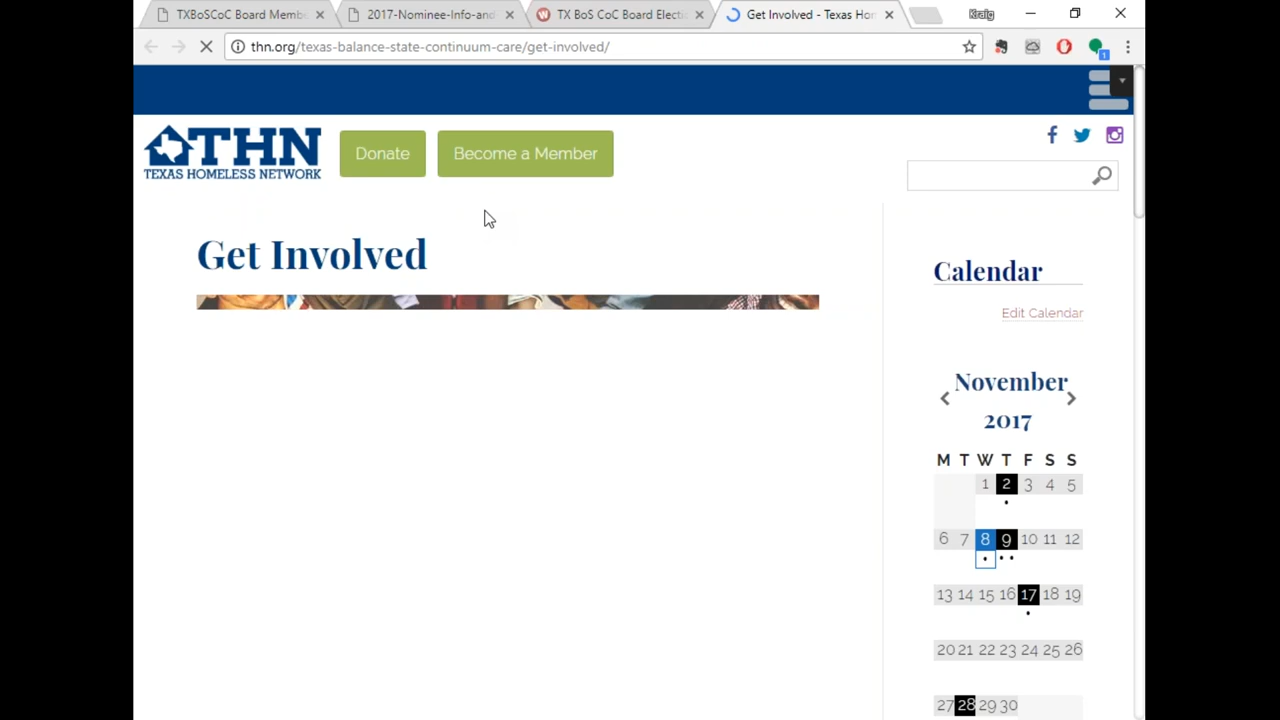 TXBoSCoC Board Memb
2017-Nominee-Info-and-
TX BoS CoC Board Electi
Get Involved - Texas Hom
Kraig
thn.org/texas-balance-state-continuum-care/get-involved/
1
THN
TEXAS HOMELESS NETWORK
Donate
Become a Member
Get Involved
Calendar
Edit Calendar
November
2017
M T W T F S S
1 2 3 4 5
6 7 8 9 10 11 12
13 14 15 16 17 18 19
20 21 22 23 24 25 26
27 28 29 30